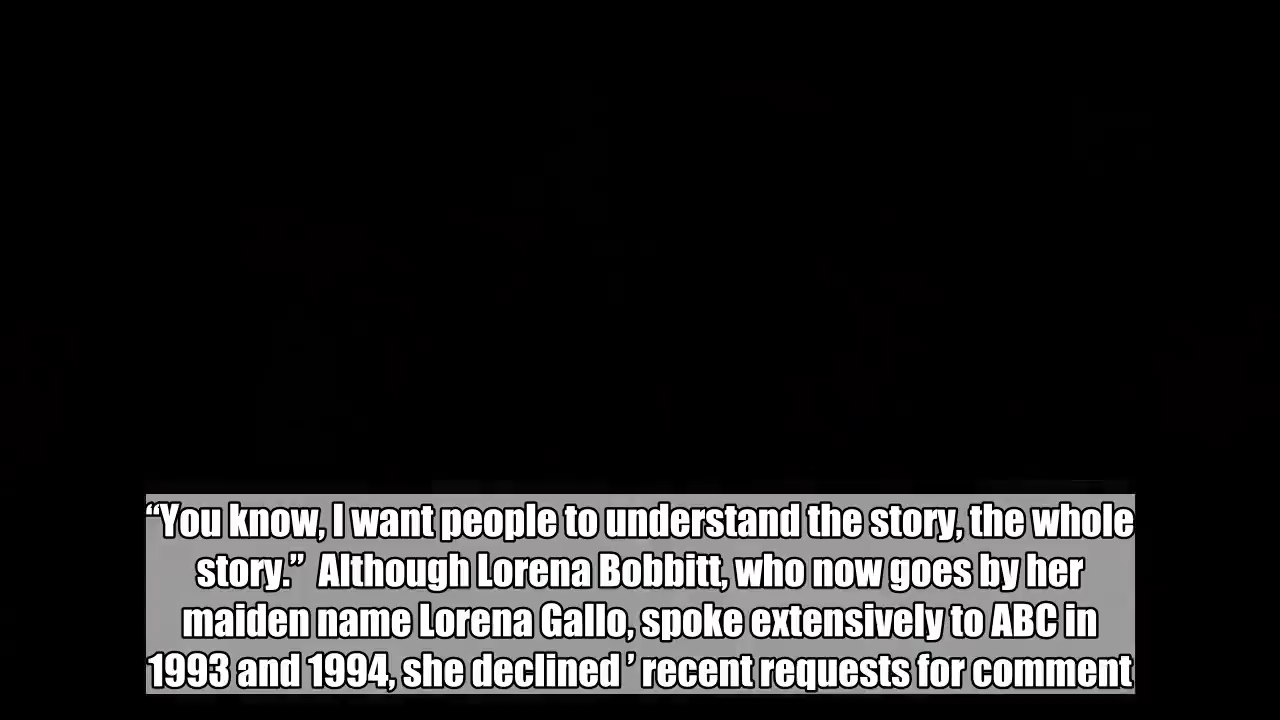 “You know, I want people to understand the story, the whole
story.”  Although Lorena Bobbitt, who now goes by her
maiden name Lorena Gallo, spoke extensively to ABC in
1993 and 1994, she declined ’ recent requests for comment